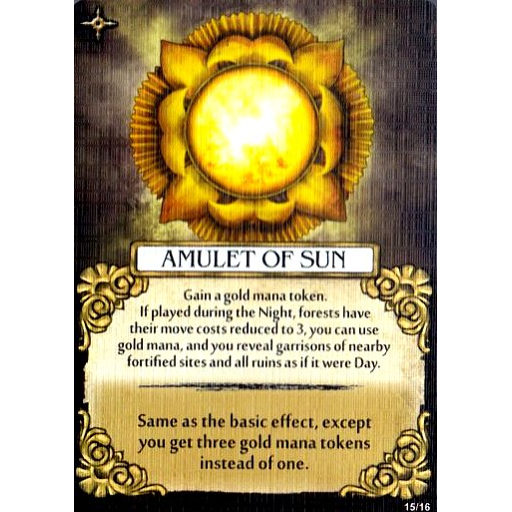 AMULET OF SUN
Gain a gold mana token.
If played during the Night, forests have
their move costs reduced to 3, you can use
gold mana, and you reveal garrisons of nearby
fortified sites and all ruins as if it were Day.
Same as the basic effect, except
you get three gold mana tokens
instead of one.
15/16